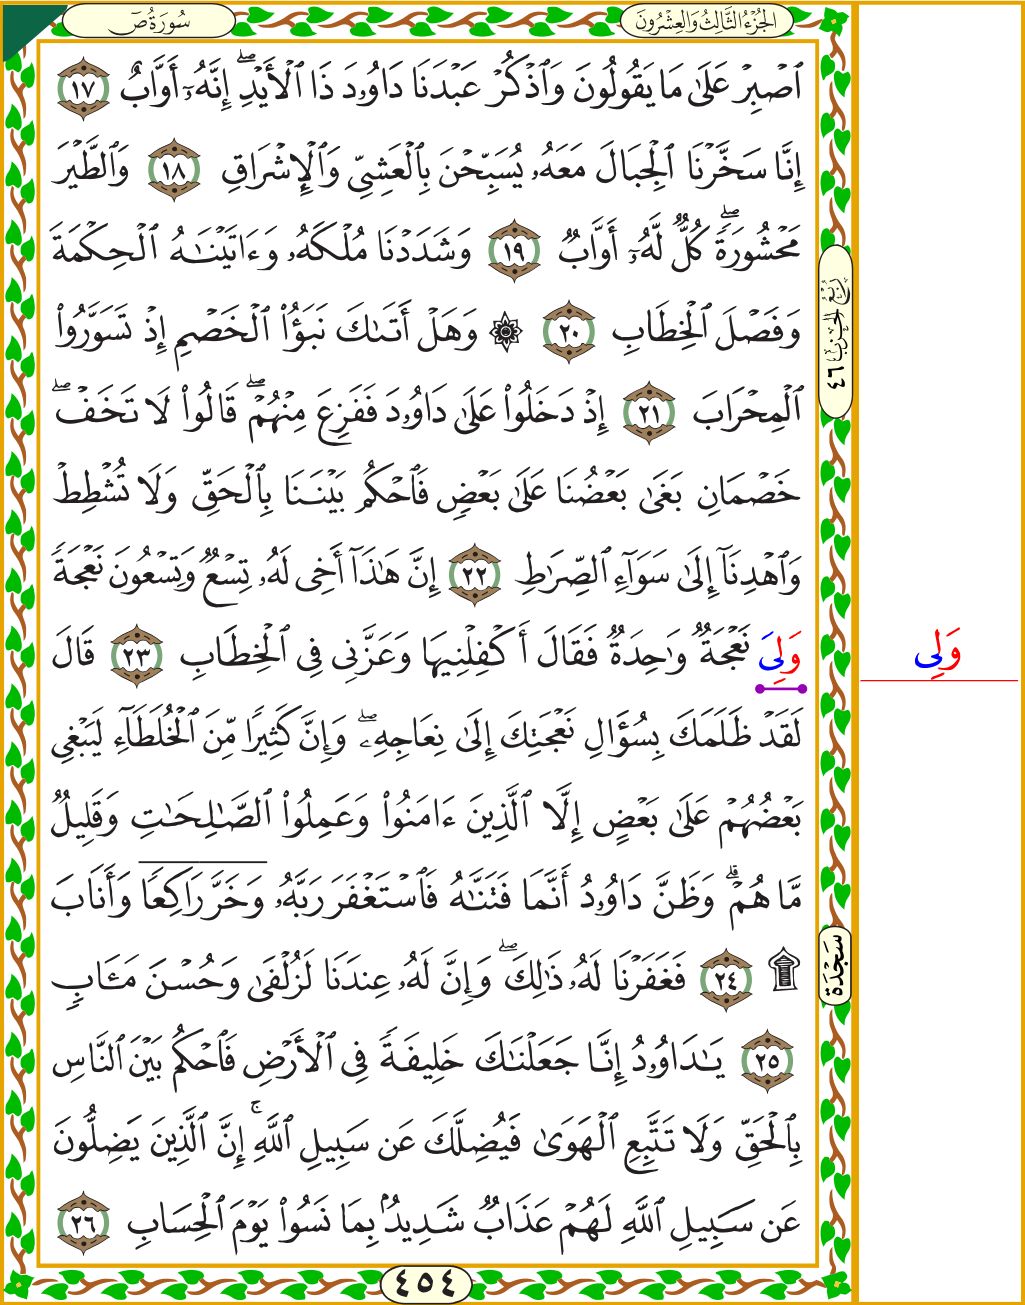 سُورَةُ صٓ
الجُزْءُ الثَّالِثُ وَالعِشْرُونَ
ٱصۡبِرۡ عَلَىٰ مَا يَقُولُونَ وَٱذۡكُرۡ عَبۡدَنَا دَاوُۥدَ ذَا ٱلۡأَيۡدِۖ إِنَّهُۥٓ أَوَّابٌ ١٧
إِنَّا سَخَّرۡنَا ٱلۡجِبَالَ مَعَهُۥ يُسَبِّحۡنَ بِٱلۡعَشِيِّ وَٱلۡإِشۡرَاقِ ١٨ وَٱلطَّيۡرَ
مَحۡشُورَةٗۖ كُلّٞ لَّهُۥٓ أَوَّابٞ ١٩ وَشَدَدۡنَا مُلۡكَهُۥ وَءَاتَيۡنَٰهُ ٱلۡحِكۡمَةَ
وَفَصۡلَ ٱلۡخِطَابِ ٢٠ ۞ وَهَلۡ أَتَىٰكَ نَبَؤُاْ ٱلۡخَصۡمِ إِذۡ تَسَوَّرُواْ
ٱلۡمِحۡرَابَ ٢١ إِذۡ دَخَلُواْ عَلَىٰ دَاوُۥدَ فَفَزِعَ مِنۡهُمۡۖ قَالُواْ لَا تَخَفۡۖ
خَصۡمَانِ بَغَىٰ بَعۡضُنَا عَلَىٰ بَعۡضٖ فَٱحۡكُم بَيۡنَنَا بِٱلۡحَقِّ وَلَا تُشۡطِطۡ
وَٱهۡدِنَآ إِلَىٰ سَوَآءِ ٱلصِّرَٰطِ ٢٢ إِنَّ هَٰذَآ أَخِي لَهُۥ تِسۡعٞ وَتِسۡعُونَ نَعۡجَةٗ
وَلِيَ نَعۡجَةٞ وَٰحِدَةٞ فَقَالَ أَكۡفِلۡنِيهَا وَعَزَّنِي فِي ٱلۡخِطَابِ ٢٣ قَالَ
لَقَدۡ ظَلَمَكَ بِسُؤَالِ نَعۡجَتِكَ إِلَىٰ نِعَاجِهِۦۖ وَإِنَّ كَثِيرٗا مِّنَ ٱلۡخُلَطَآءِ لَيَبۡغِي
بَعۡضُهُمۡ عَلَىٰ بَعۡضٍ إِلَّا ٱلَّذِينَ ءَامَنُواْ وَعَمِلُواْ ٱلصَّٰلِحَٰتِ وَقَلِيلٞ
مَّا هُمۡۗ وَظَنَّ دَاوُۥدُ أَنَّمَا فَتَنَّٰهُ فَٱسۡتَغۡفَرَ رَبَّهُۥ وَخَرَّ رَاكِعٗا وَأَنَابَ
۩ ٢٤ فَغَفَرۡنَا لَهُۥ ذَٰلِكَۖ وَإِنَّ لَهُۥ عِندَنَا لَزُلۡفَىٰ وَحُسۡنَ مَـَٔابٖ
٢٥ يَٰدَاوُۥدُ إِنَّا جَعَلۡنَٰكَ خَلِيفَةٗ فِي ٱلۡأَرۡضِ فَٱحۡكُم بَيۡنَ ٱلنَّاسِ
بِٱلۡحَقِّ وَلَا تَتَّبِعِ ٱلۡهَوَىٰ فَيُضِلَّكَ عَن سَبِيلِ ٱللَّهِۚ إِنَّ ٱلَّذِينَ يَضِلُّونَ
عَن سَبِيلِ ٱللَّهِ لَهُمۡ عَذَابٞ شَدِيدُۢ بِمَا نَسُواْ يَوۡمَ ٱلۡحِسَابِ ٢٦
رُبْعُ الحِزْبِ ٤٦
وَلِي
سَجْدَة
٤٥٤